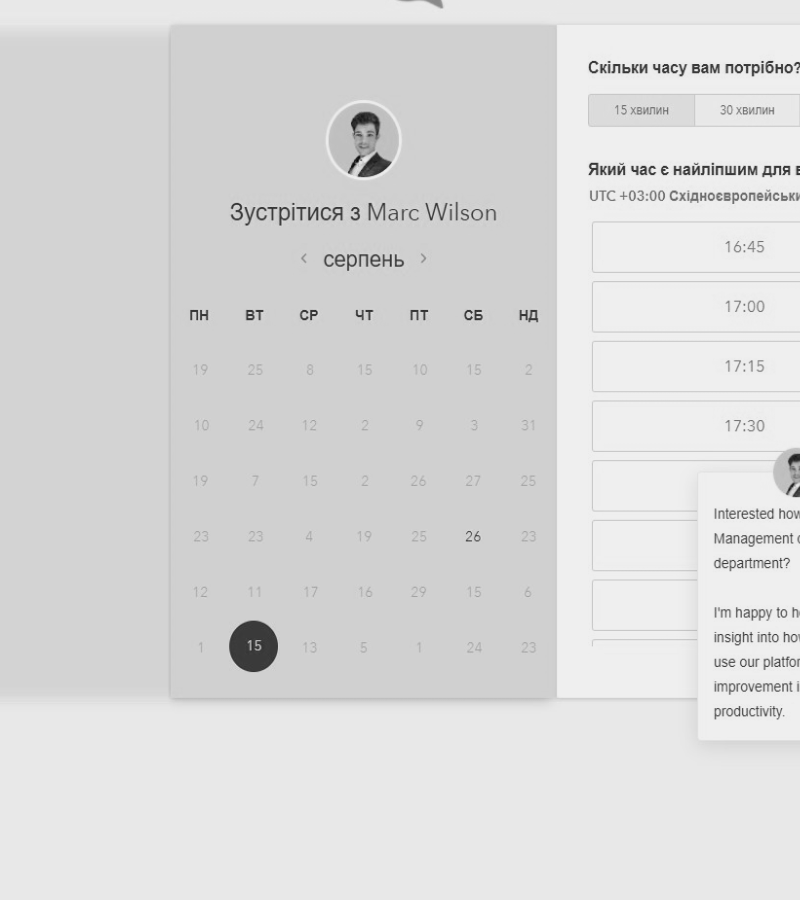 Зустрітися з Marc Wilson
‹ серпень ›
ПН ВТ СР ЧТ ПТ СБ НД
19 25 8 15 10 15 2
10 24 12 2 9 3 31
19 7 15 2 26 27 25
23 23 4 19 25 26 23
12 11 17 16 29 15 6
1 15 13 5 1 24 23
Скільки часу вам потрібно?
15 хвилин 30 хвилин
Який час є найліпшим для
UTC +03:00
16:45
17:00
17:15
17:30
Interested how
Management
department?
I'm happy to
insight into
use our
improvement
productivity.